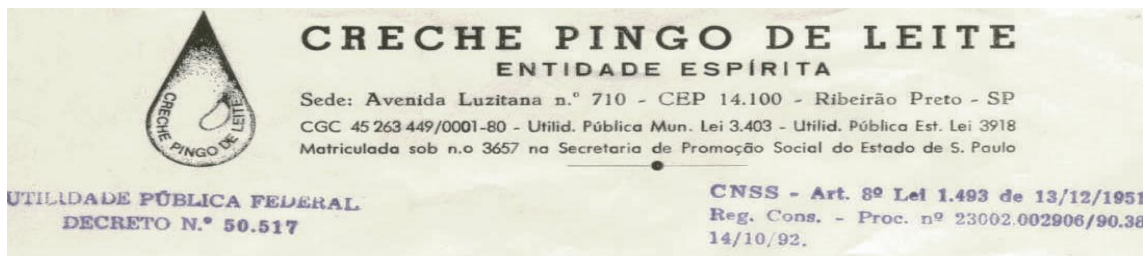 CRECHE PINGO DE LEITE
ENTIDADE ESPÍRITA
Sede: Avenida Luzitana n.º 710 - CEP 14.100 - Ribeirão Preto - SP
CGC 45 263 449/0001-80 - Utilid. Pública Mun. Lei 3.403 - Utilid. Pública Est. Lei 3918
Matriculada sob n.o 3657 na Secretaria de Promoção Social do Estado de S. Paulo
CRECHE PINGO DE LEITE
UTILIDADE PÚBLICA FEDERAL
DECRETO N.º 50.517
CNSS - Art. 8º Lei 1.493 de 13/12/1951
Reg. Cons. - Proc. nº 23002.002906/90.38
14/10/92.